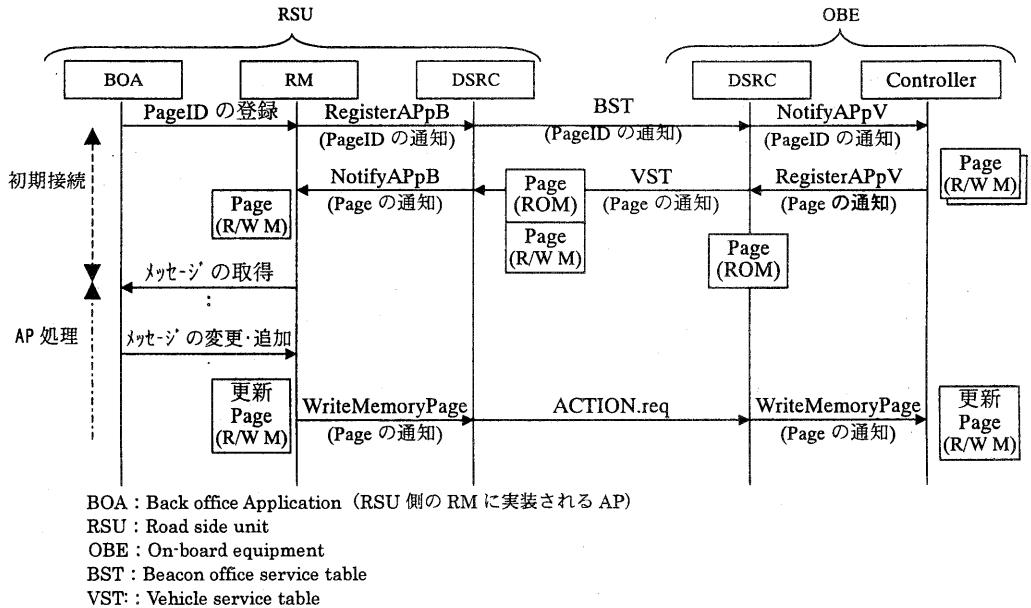 RSU OBE
BOA RM DSRC DSRC Controller
PageID の登録 RegisterAPpB BST NotifyAPpV
(PageID の通知) (PageID の通知) (PageID の通知)
初期接続
NotifyAPpB VST RegisterAPpV
(Page の通知) (Page の通知) (Page の通知)
Page
(R/W M)
Page
(ROM)
Page
(R/W M)
Page
(ROM)
Page
(R/W M)
メッセージの取得
:
AP 処理
メッセージの変更・追加
更新
Page
(R/W M)
WriteMemoryPage ACTION.req WriteMemoryPage
(Page の通知) (Page の通知)
更新
Page
(R/W M)
BOA : Back office Application（RSU 側の RM に実装される AP）
RSU : Road side unit
OBE : On-board equipment
BST : Beacon office service table
VST: : Vehicle service table